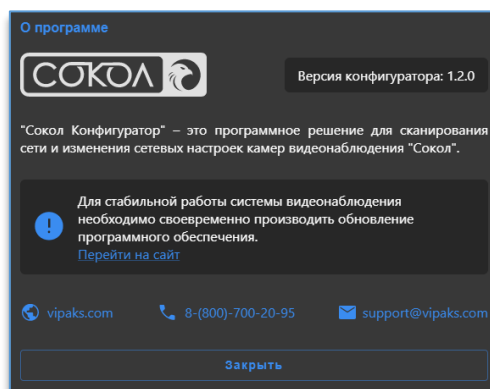 О программе
СОКОЛ
Версия конфигуратора: 1.2.0
"Сокол Конфигуратор" – это программное решение для сканирования
сети и изменения сетевых настроек камер видеонаблюдения "Сокол".
Для стабильной работы системы видеонаблюдения
необходимо своевременно производить обновление
программного обеспечения.
Перейти на сайт
vipaks.com
8-(800)-700-20-95
support@vipaks.com
Закрыть